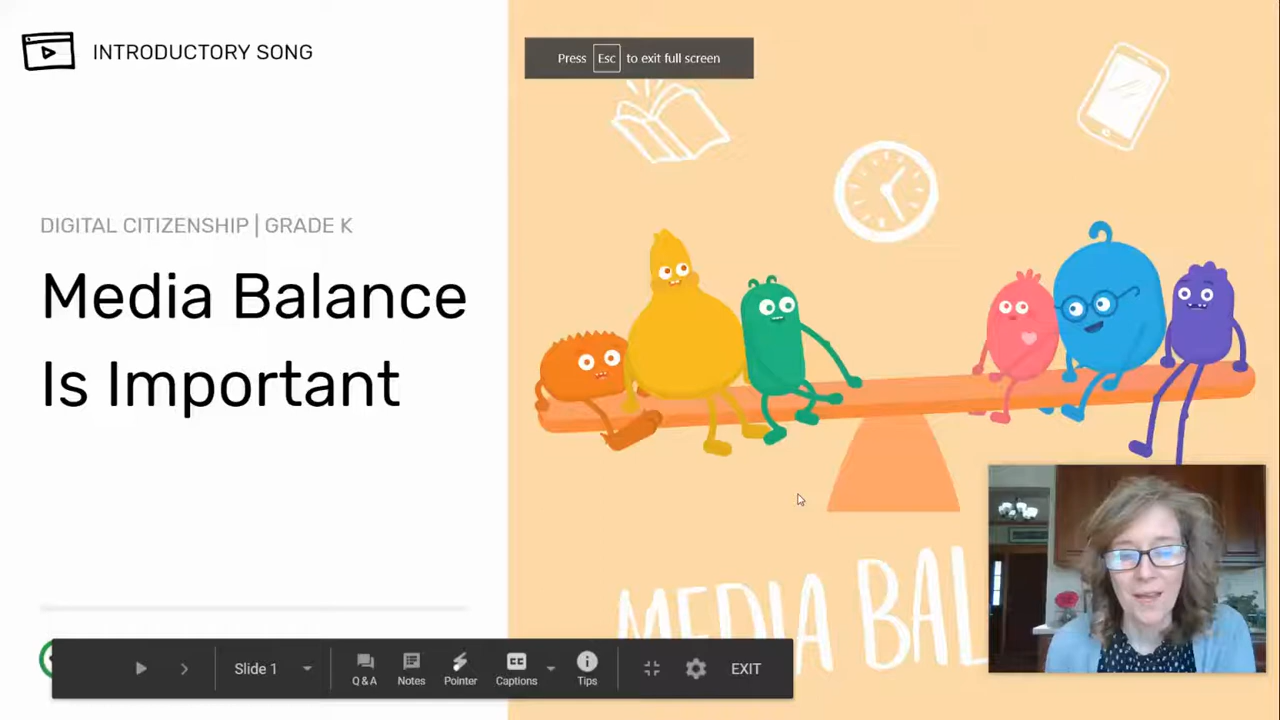 INTRODUCTORY SONG
Press Esc to exit full screen
DIGITAL CITIZENSHIP | GRADE K
Media Balance
Is Important
MEDIA BAL
Slide 1
Q & A
Notes
Pointer
CC
Captions
Tips
EXIT